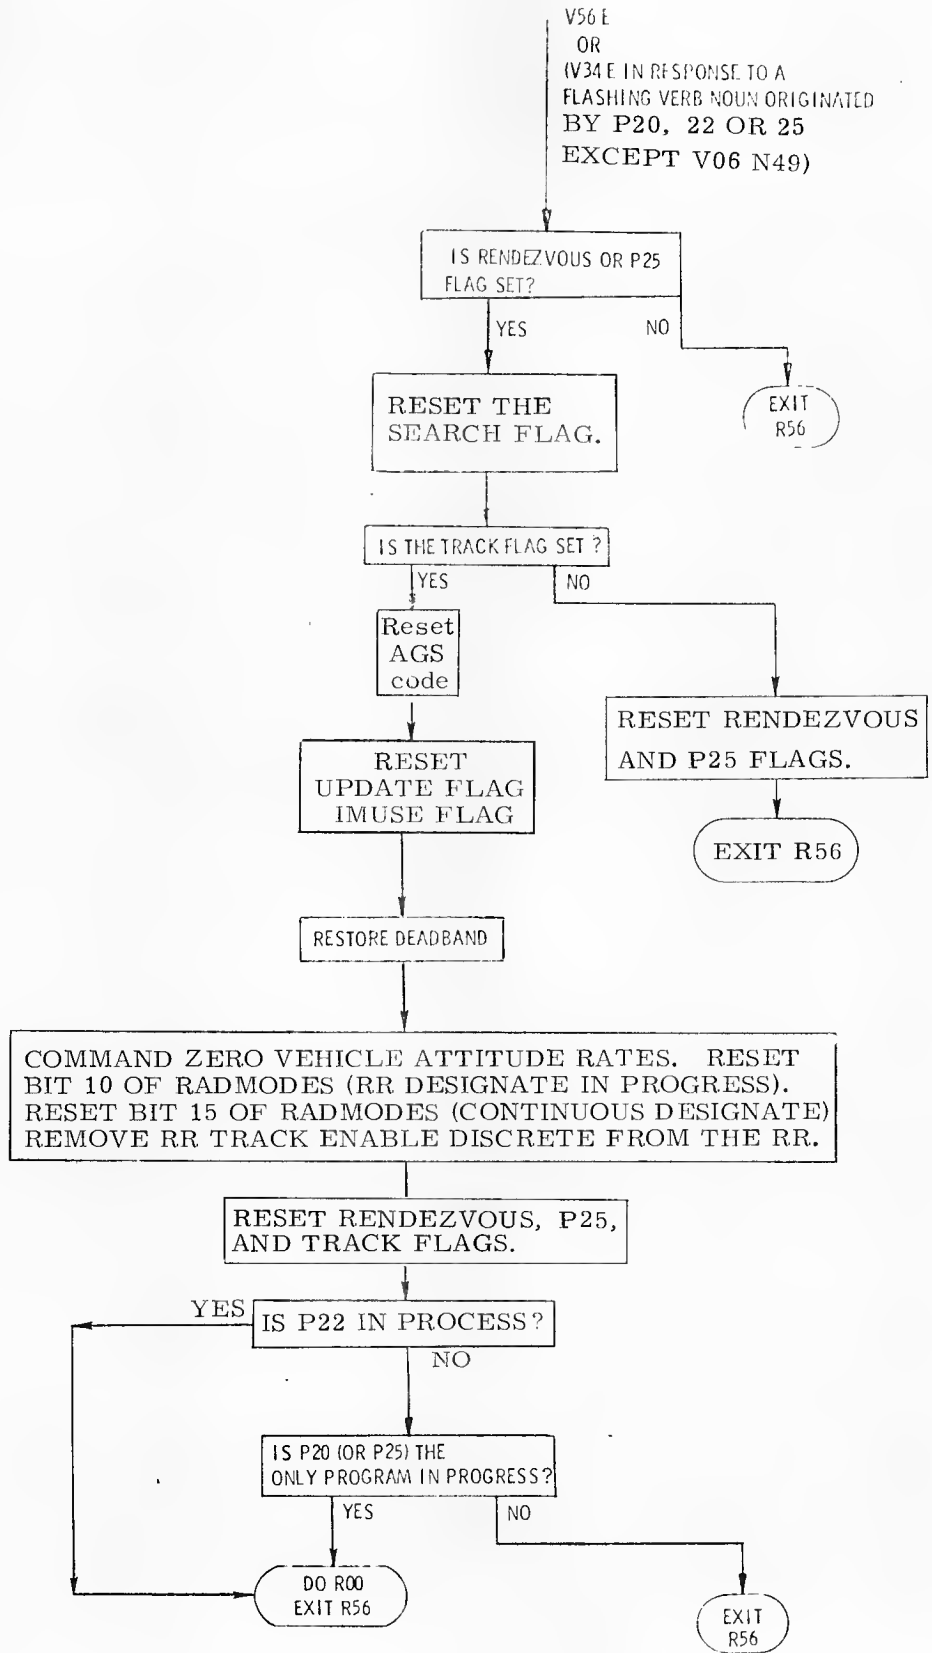 V56 E
OR
(V34 E IN RESPONSE TO A
FLASHING VERB NOUN ORIGINATED
BY P20, 22 OR 25
EXCEPT V06 N49)
IS RENDEZVOUS OR P25
FLAG SET?
YES
NO
RESET THE
SEARCH FLAG.
EXIT
R56
IS THE TRACK FLAG SET ?
YES
NO
Reset
AGS
code
RESET RENDEZVOUS
AND P25 FLAGS.
RESET
UPDATE FLAG
IMUSE FLAG
EXIT R56
RESTORE DEADBAND
COMMAND ZERO VEHICLE ATTITUDE RATES. RESET
BIT 10 OF RADMODES (RR DESIGNATE IN PROGRESS).
RESET BIT 15 OF RADMODES (CONTINUOUS DESIGNATE)
REMOVE RR TRACK ENABLE DISCRETE FROM THE RR.
RESET RENDEZVOUS, P25,
AND TRACK FLAGS.
YES
IS P22 IN PROCESS?
NO
IS P20 (OR P25) THE
ONLY PROGRAM IN PROGRESS?
YES
NO
DO R00
EXIT R56
EXIT
R56